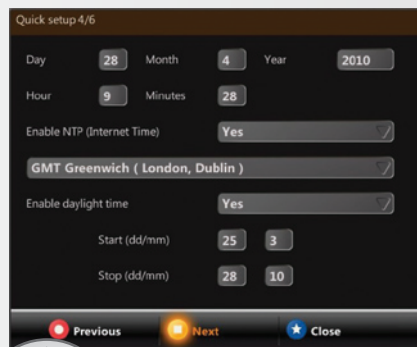 Quick setup 4/6
Day 28 Month 4 Year 2010
Hour 9 Minutes 28
Enable NTP (Internet Time) Yes
GMT Greenwich ( London, Dublin )
Enable daylight time Yes
Start (dd/mm) 25 3
Stop (dd/mm) 28 10
Previous Next Close